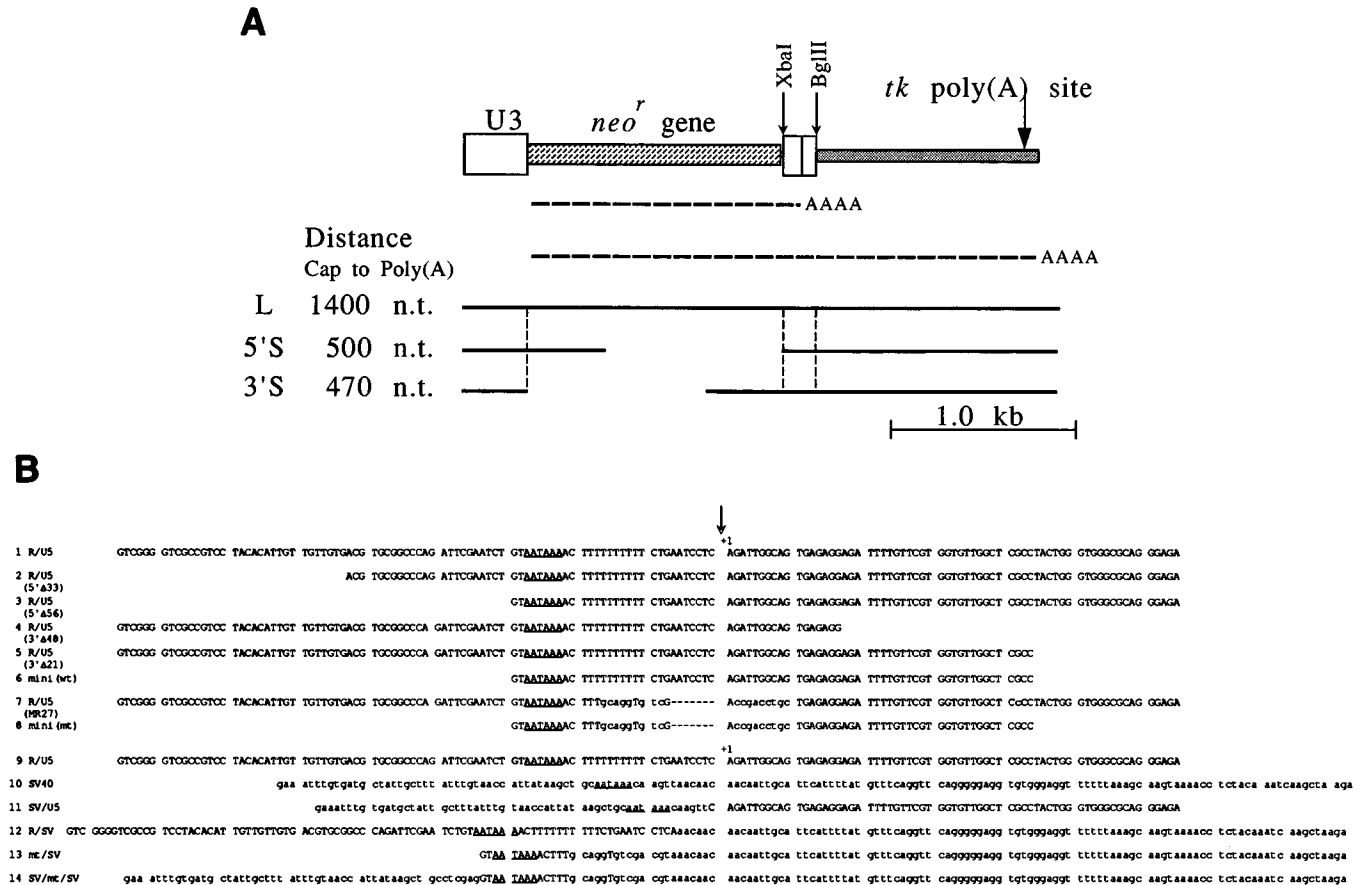 A
XbaI
BglII
tk poly(A) site
U3
neo^r gene
AAAA
Distance
Cap to Poly(A)
AAAA
L 1400 n.t.
5'S 500 n.t.
3'S 470 n.t.
1.0 kb
B
+1
1 R/U5 GTCGGG GTCGCCGTCC TACACATTGT TGTTGTGACG TGCGGCCCAG ATTCGAATCT GTAATAAAAC TTTTTTTTTT CTGAATCCTC AGATTGGCAG TGAGAGGAGA TTTTGTTCGT GGTGTTGGCT CGCCTACTGG GTGGGCGCAG GGAGA
2 R/U5 ACG TGCGGCCCAG ATTCGAATCT GTAATAAAAC TTTTTTTTTT CTGAATCCTC AGATTGGCAG TGAGAGGAGA TTTTGTTCGT GGTGTTGGCT CGCCTACTGG GTGGGCGCAG GGAGA
(5'Δ33)
3 R/U5 GTAATAAAAC TTTTTTTTTT CTGAATCCTC AGATTGGCAG TGAGAGGAGA TTTTGTTCGT GGTGTTGGCT CGCCTACTGG GTGGGCGCAG GGAGA
(5'Δ56)
4 R/U5 GTCGGG GTCGCCGTCC TACACATTGT TGTTGTGACG TGCGGCCCA GATTCGAATCT GTAATAAAAC TTTTTTTTTT CTGAATCCTC AGATTGGCAG TGAGAGG
(3'Δ40)
5 R/U5 GTCGGG GTCGCCGTCC TACACATTGT TGTTGTGACG TGCGGCCCA GATTCGAATCT GTAATAAAAC TTTTTTTTTT CTGAATCCTC AGATTGGCAG TGAGAGGAGA TTTTGTTCGT GGTGTTGGCT CGCC
(3'Δ21)
6 mini(wt) GTAATAAAAC TTTTTTTTTT CTGAATCCTC AGATTGGCAG TGAGAGGAGA TTTTGTTCGT GGTGTTGGCT CGCC
7 R/U5 GTCGGG GTCGCCGTCC TACACATTGT TGTTGTGACG TGCGGCCCA GATTCGAATCT GTAATAAAAC TTTgcaggTg tcG------- Accgacctgc TGAGAGGAGA TTTTGTTCGT GGTGTTGGCT CcCCTACTGG GTGGGCGCAG GGAGA
(MR27)
8 mini(mt) GTAATAAAAC TTTgcaggTg tcG------- Accgacctgc TGAGAGGAGA TTTTGTTCGT GGTGTTGGCT CGCC
+1
9 R/U5 GTCGGG GTCGCCGTCC TACACATTGT TGTTGTGACG TGCGGCCCA GATTCGAATCT GTAATAAAAC TTTTTTTTTT CTGAATCCTC AGATTGGCAG TGAGAGGAGA TTTTGTTCGT GGTGTTGGCT CGCCTACTGG GTGGGCGCAG GGAGA
10 SV40 gaa atttgtgatg ctattgcttt atttgtaacc attataagct gcaataaaca agttaacaac aacaattgca ttcattttat gtttcaggtt cagggggagg tgtgggaggt tttttaaagc aagtaaaacc tctacaa aatcaagcta aga
11 SV/U5 gaaatttgt gatgctatt gctttatttgt taaccattat aagctgcaat aaacaagttC AGATTGGCAG TGAGAGGAGA TTTTGTTCGT GGTGTTGGCT CGCCTACTGG GTGGGCGCAG GGAGA
12 R/SV GTC GGGGTCGCCG TCCTACACAT TGTTGTTGTG ACGTGCGGCC CAGATTCGAA TCTGTAATAA AACTTTTTTT TTTCTGAATC CTCAaacaac aacaattgca ttcattttat gtttcaggtt cagggggagg tgtgggaggt tttttaaagc aagtaaaacc tctacaaatc aagctaaga
13 mt/SV GTAA TAAAACTTTg caggTgtcga cgtaaacaac aacaattgca ttcattttat gtttcaggtt cagggggagg tgtgggaggt tttttaaagc aagtaaaacc tctacaaatc aagctaaga
14 SV/mt/SV gaa atttgtgatg ctattgcttt atttgtaacc attataagct gcctcgagGTAA TAAAACTTTg caggTgtcga cgtaaacaac aacaattgca ttcattttat gtttcaggtt cagggggagg tgtgggaggt tttttaaagc aagtaaaacc tctacaaatc aagctaaga